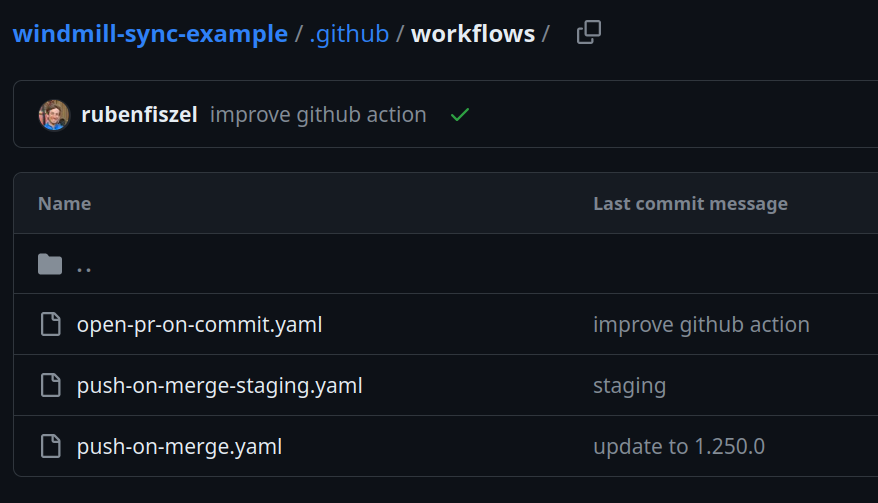 windmill-sync-example / .github / workflows /
rubenfiszel improve github action
Name Last commit message
..
open-pr-on-commit.yaml improve github action
push-on-merge-staging.yaml staging
push-on-merge.yaml update to 1.250.0